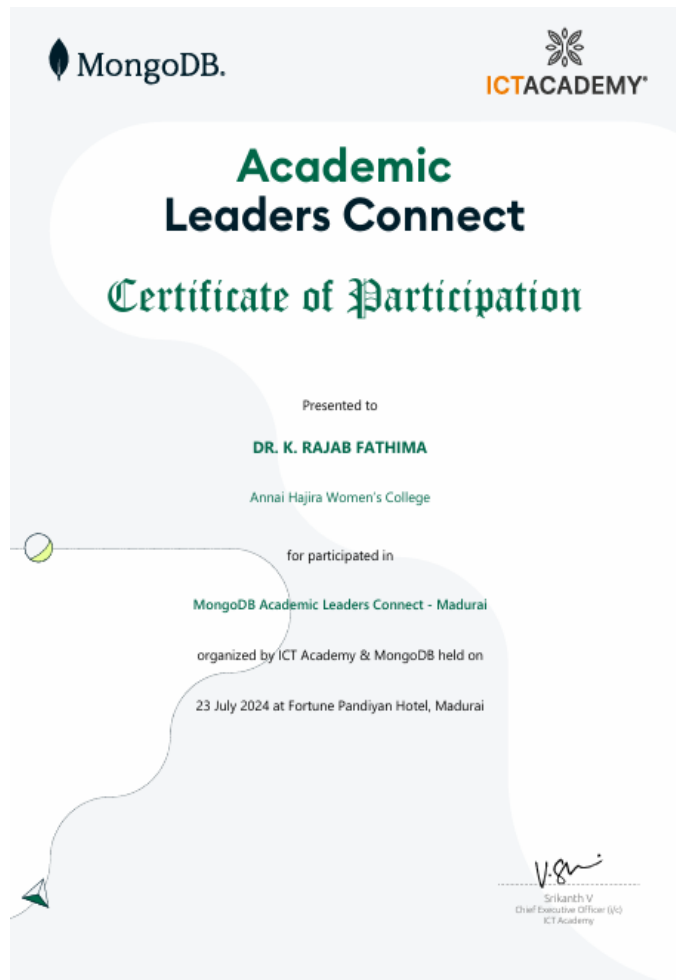 MongoDB.
ICTACADEMY®
Academic
Leaders Connect
Certificate of Participation
Presented to
DR. K. RAJAB FATHIMA
Annai Hajira Women's College
for participated in
MongoDB Academic Leaders Connect - Madurai
organized by ICT Academy & MongoDB held on
23 July 2024 at Fortune Pandiyan Hotel, Madurai
Srikanth V
Chief Executive Officer (i/c)
ICT Academy